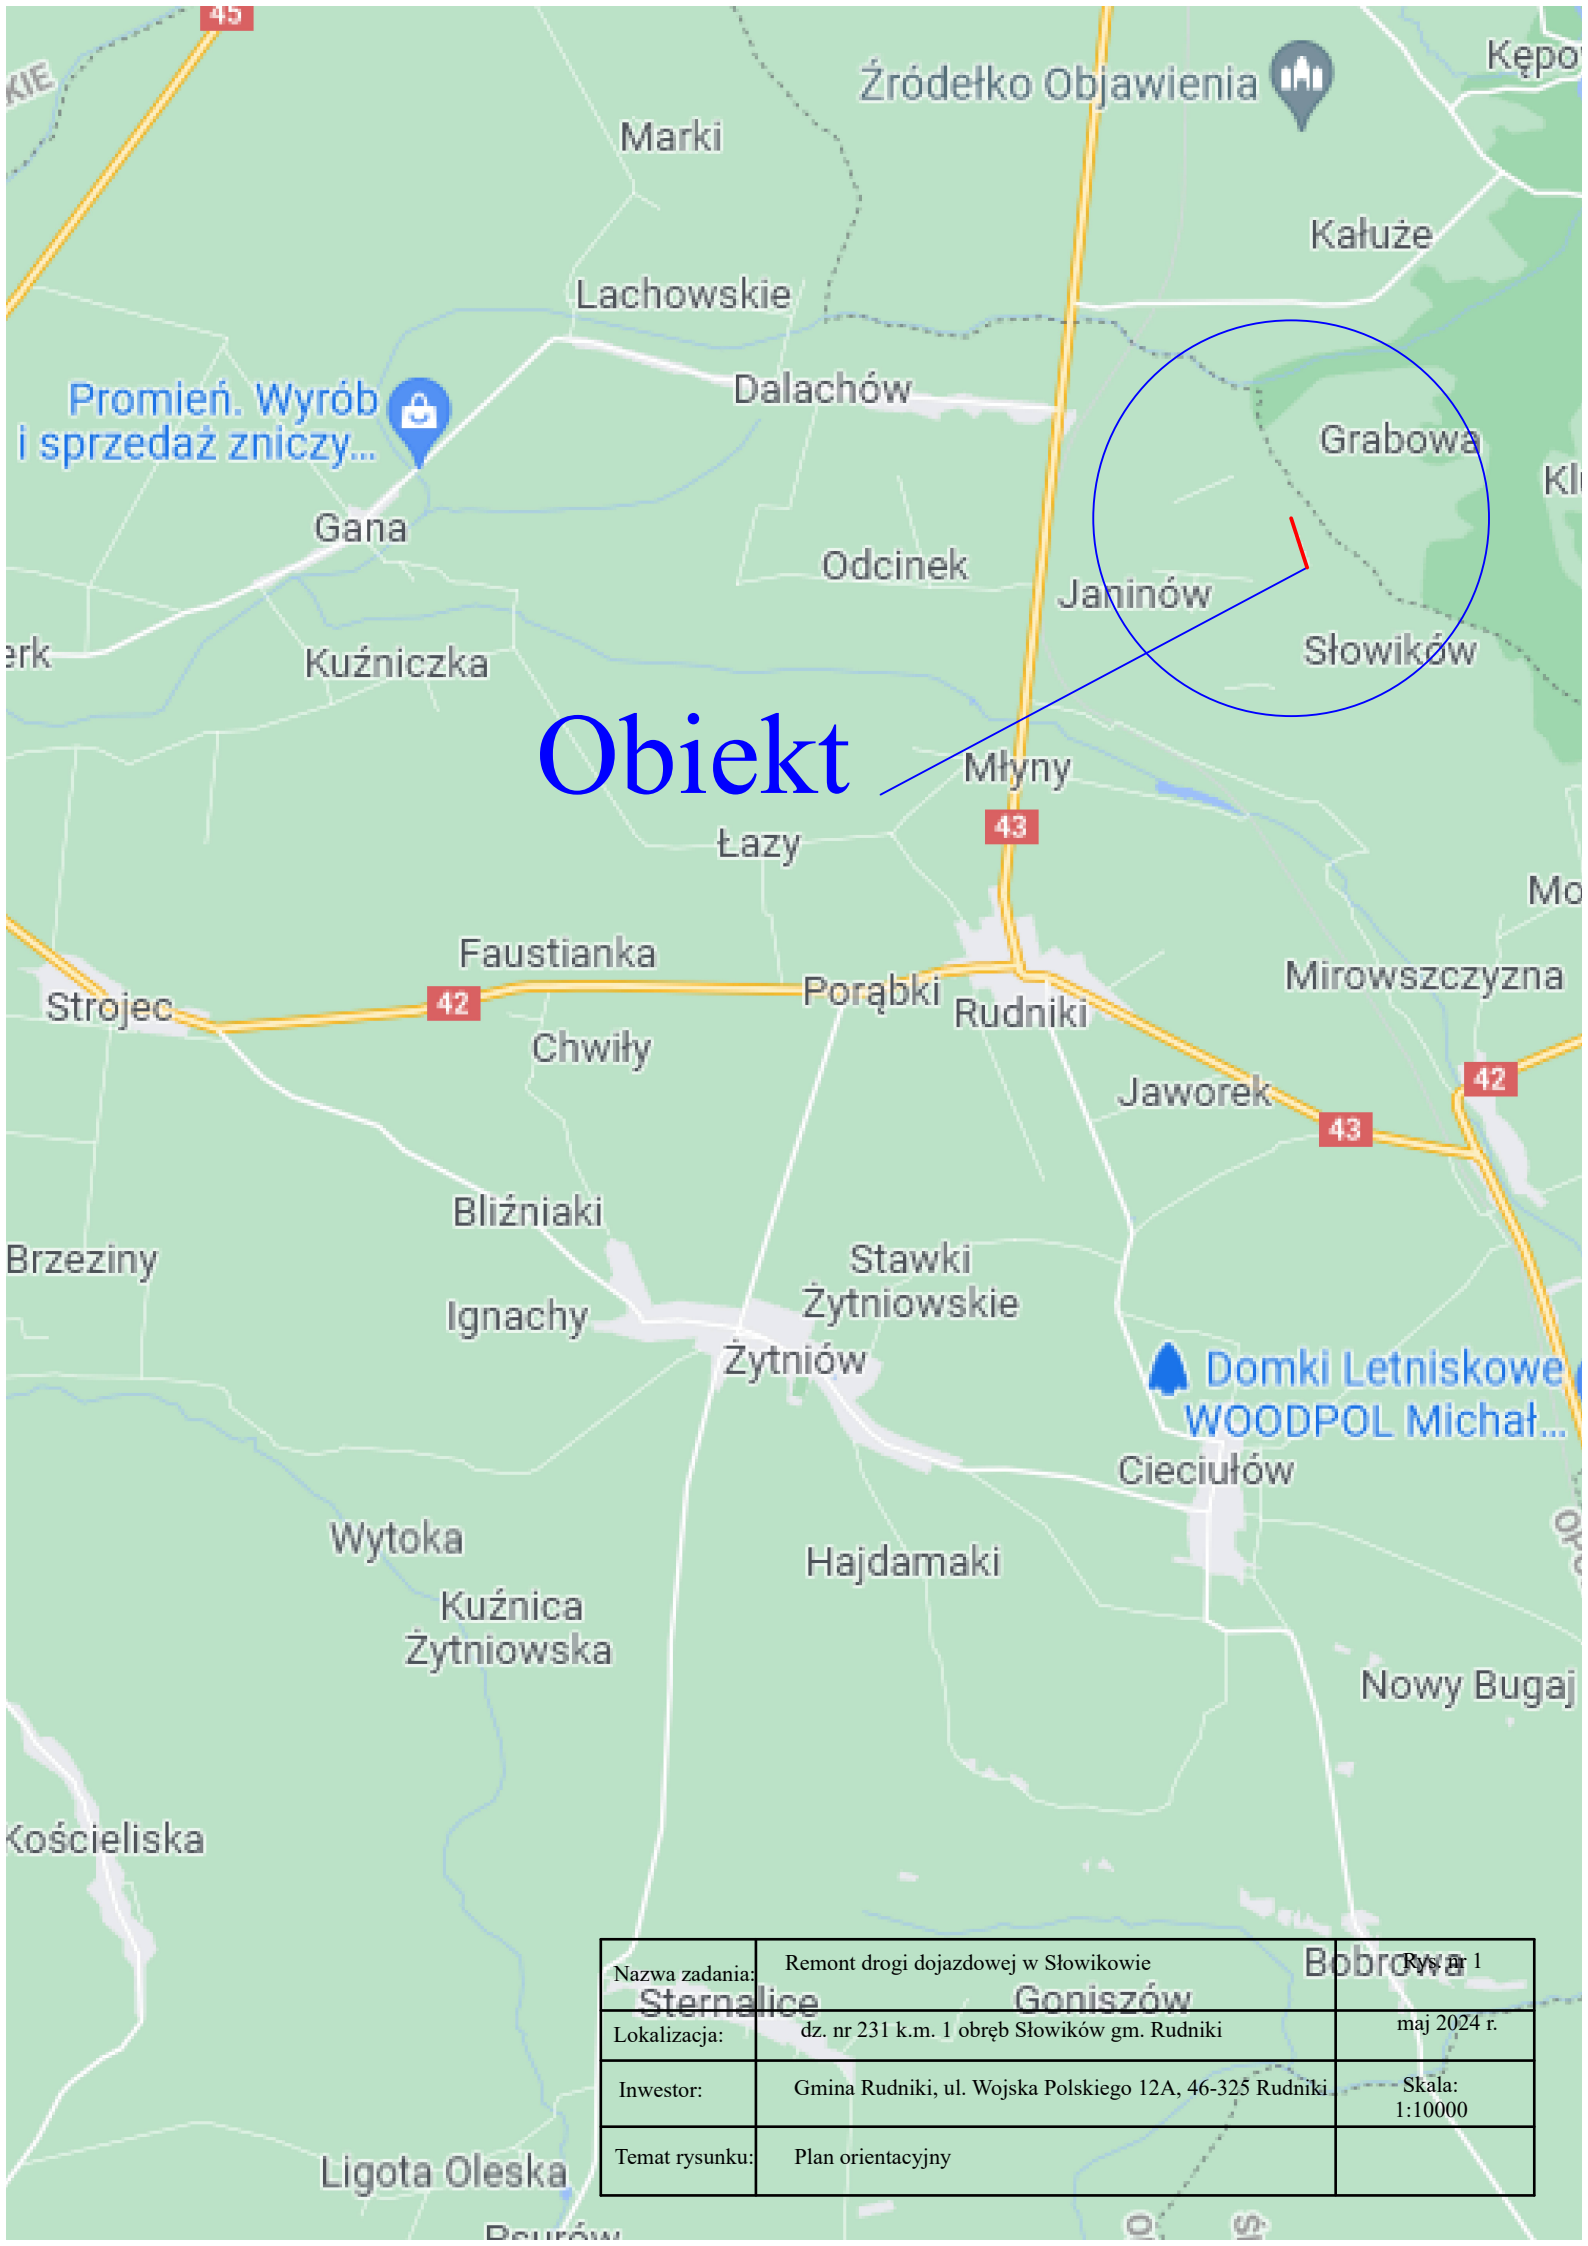 45
Źródełko Objawienia
Kępo
KIE
Marki
Kałuże
Lachowskie
Dalachów
Promień. Wyrób
i sprzedaż zniczy...
Grabowa
Gana
Odcinek
Janinów
erk
Kuźniczka
Słowików
Obiekt
Młyny
43
Łazy
Mo
Faustianka
Mirowszczyzna
Strojec
42
Porąbki
Rudniki
Chwiły
42
Jaworek
43
Bliźniaki
Brzeziny
Stawki
Żytniowskie
Ignachy
Żytniów
Domki Letniskowe
WOODPOL Michał...
Cieciułów
Wytoka
Hajdamaki
Kuźnica
Żytniowska
Nowy Bugaj
Kościeliska
Bobrowa
Sternalice
Goniszów
Nazwa zadania: Remont drogi dojazdowej w Słowikowie Rys. nr 1
Lokalizacja: dz. nr 231 k.m. 1 obręb Słowików gm. Rudniki maj 2024 r.
Inwestor: Gmina Rudniki, ul. Wojska Polskiego 12A, 46-325 Rudniki Skala:
1:10000
Temat rysunku: Plan orientacyjny
Ligota Oleska
Psurów